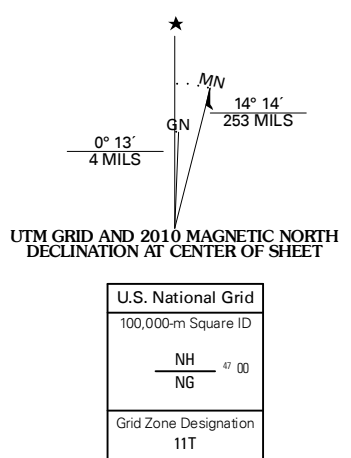 ★
MN
GN
14° 14´
253 MILS
0° 13´
4 MILS
UTM GRID AND 2010 MAGNETIC NORTH
DECLINATION AT CENTER OF SHEET
U.S. National Grid
100,000-m Square ID
NH
47 00
NG
Grid Zone Designation
11T